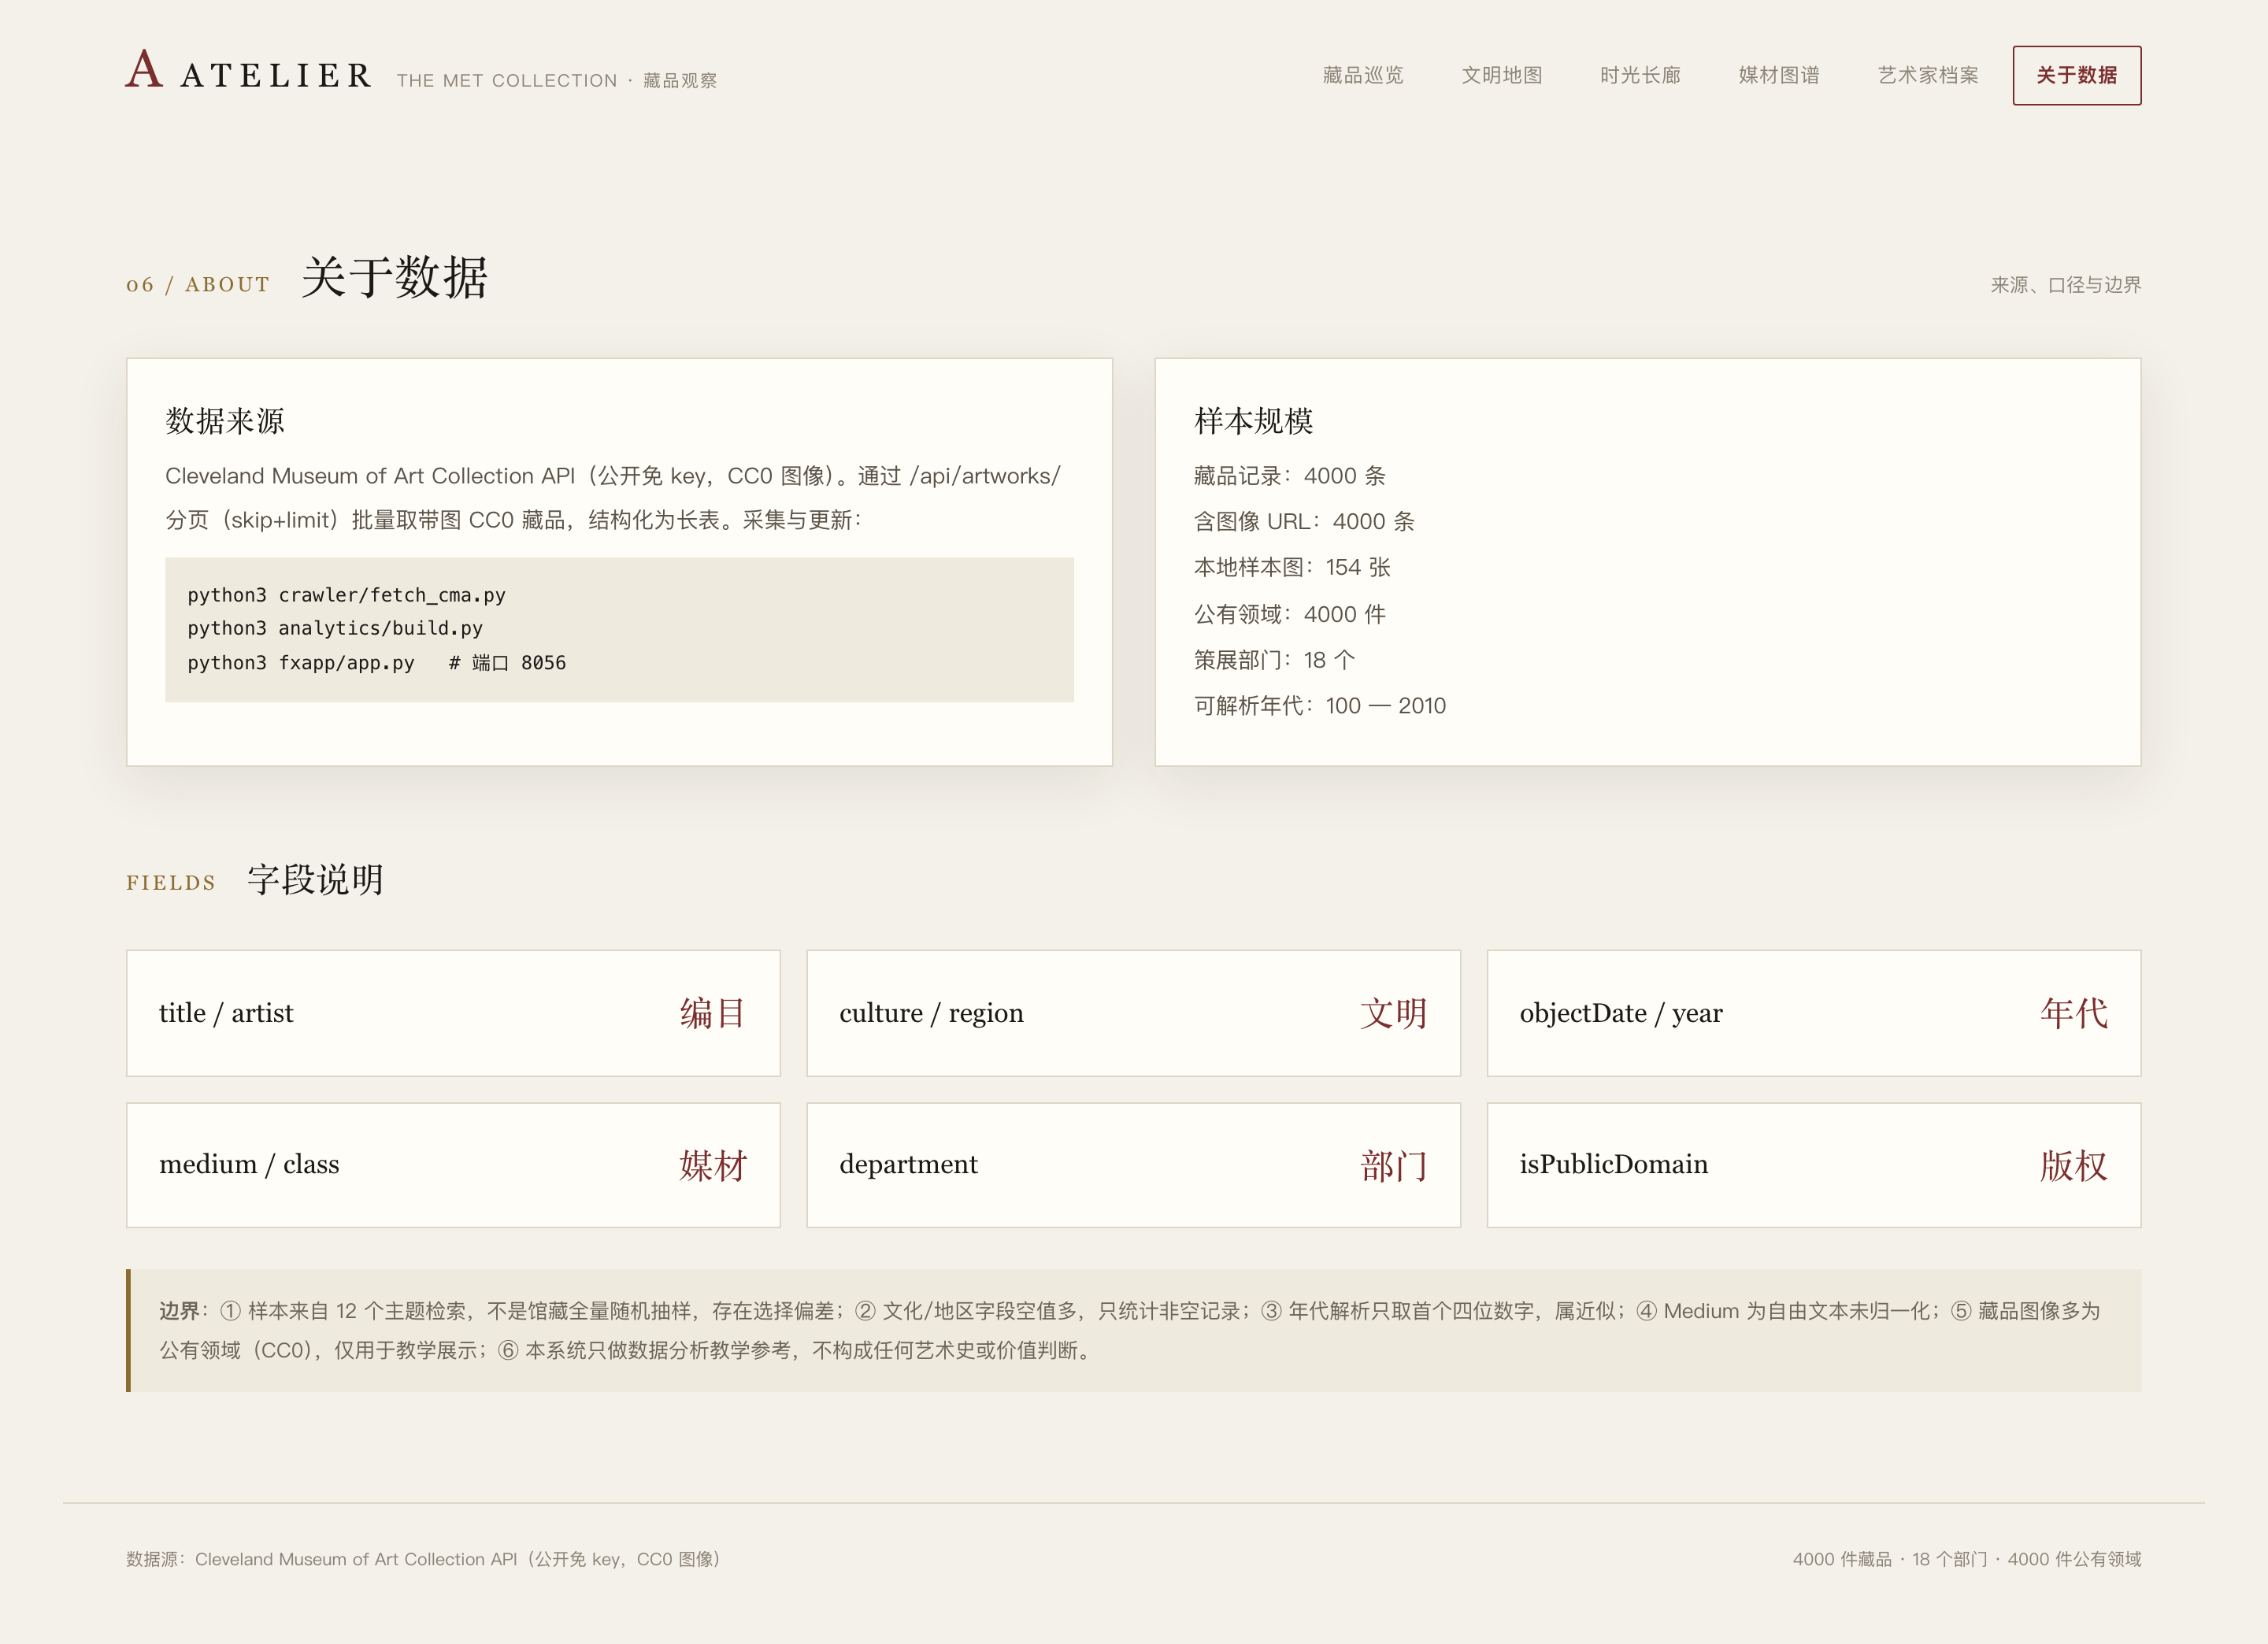 A ATELIER THE MET COLLECTION · 藏品观察
藏品巡览 文明地图 时光长廊 媒材图谱 艺术家档案 关于数据
06 / ABOUT 关于数据
来源、口径与边界
数据来源
Cleveland Museum of Art Collection API（公开免 key，CC0 图像）。通过 /api/artworks/
分页（skip+limit）批量取带图 CC0 藏品，结构化为长表。采集与更新：
python3 crawler/fetch_cma.py
python3 analytics/build.py
python3 fxapp/app.py   # 端口 8056
样本规模
藏品记录：4000 条
含图像 URL：4000 条
本地样本图：154 张
公有领域：4000 件
策展部门：18 个
可解析年代：100 — 2010
FIELDS 字段说明
title / artist 编目
culture / region 文明
objectDate / year 年代
medium / class 媒材
department 部门
isPublicDomain 版权
边界：① 样本来自 12 个主题检索，不是馆藏全量随机抽样，存在选择偏差；② 文化/地区字段空值多，只统计非空记录；③ 年代解析只取首个四位数字，属近似；④ Medium 为自由文本未归一化；⑤ 藏品图像多为
公有领域（CC0），仅用于教学展示；⑥ 本系统只做数据分析教学参考，不构成任何艺术史或价值判断。
数据源：Cleveland Museum of Art Collection API（公开免 key，CC0 图像）
4000 件藏品 · 18 个部门 · 4000 件公有领域